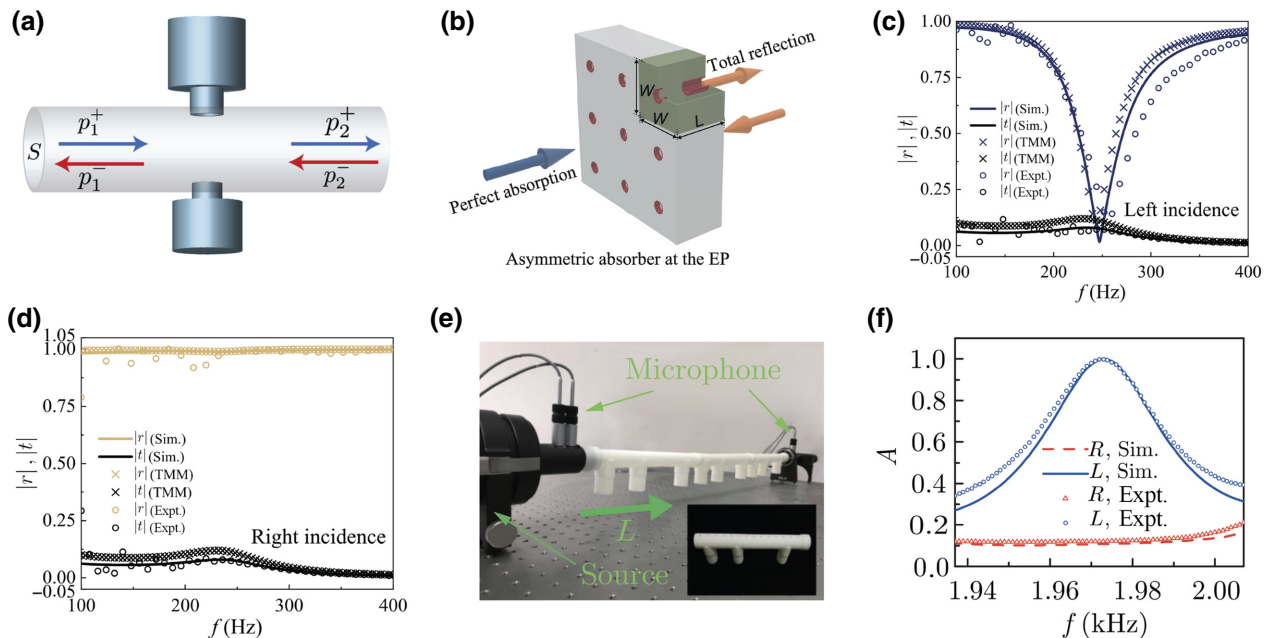 (a)
S
p₁⁺
p₂⁺
p₁⁻
p₂⁻
(b)
Total reflection
W
W
L
Perfect absorption
Asymmetric absorber at the EP
(c)
1.00
0.75
0.50
0.25
0.00
−0.05
|r|, |t|
|r| (Sim.)
|t| (Sim.)
|r| (TMM)
|t| (TMM)
|r| (Expt.)
|t| (Expt.)
Left incidence
100 200 300 400
f (Hz)
(d)
1.05
1.00
0.75
0.50
0.25
0.00
−0.05
|r|, |t|
|r| (Sim.)
|t| (Sim.)
|r| (TMM)
|t| (TMM)
|r| (Expt.)
|t| (Expt.)
Right incidence
100 200 300 400
f (Hz)
(e)
Microphone
L
Source
(f)
1.0
0.8
0.6
0.4
0.2
0.0
A
R, Sim.
L, Sim.
R, Expt.
L, Expt.
1.94 1.96 1.98 2.00
f (kHz)